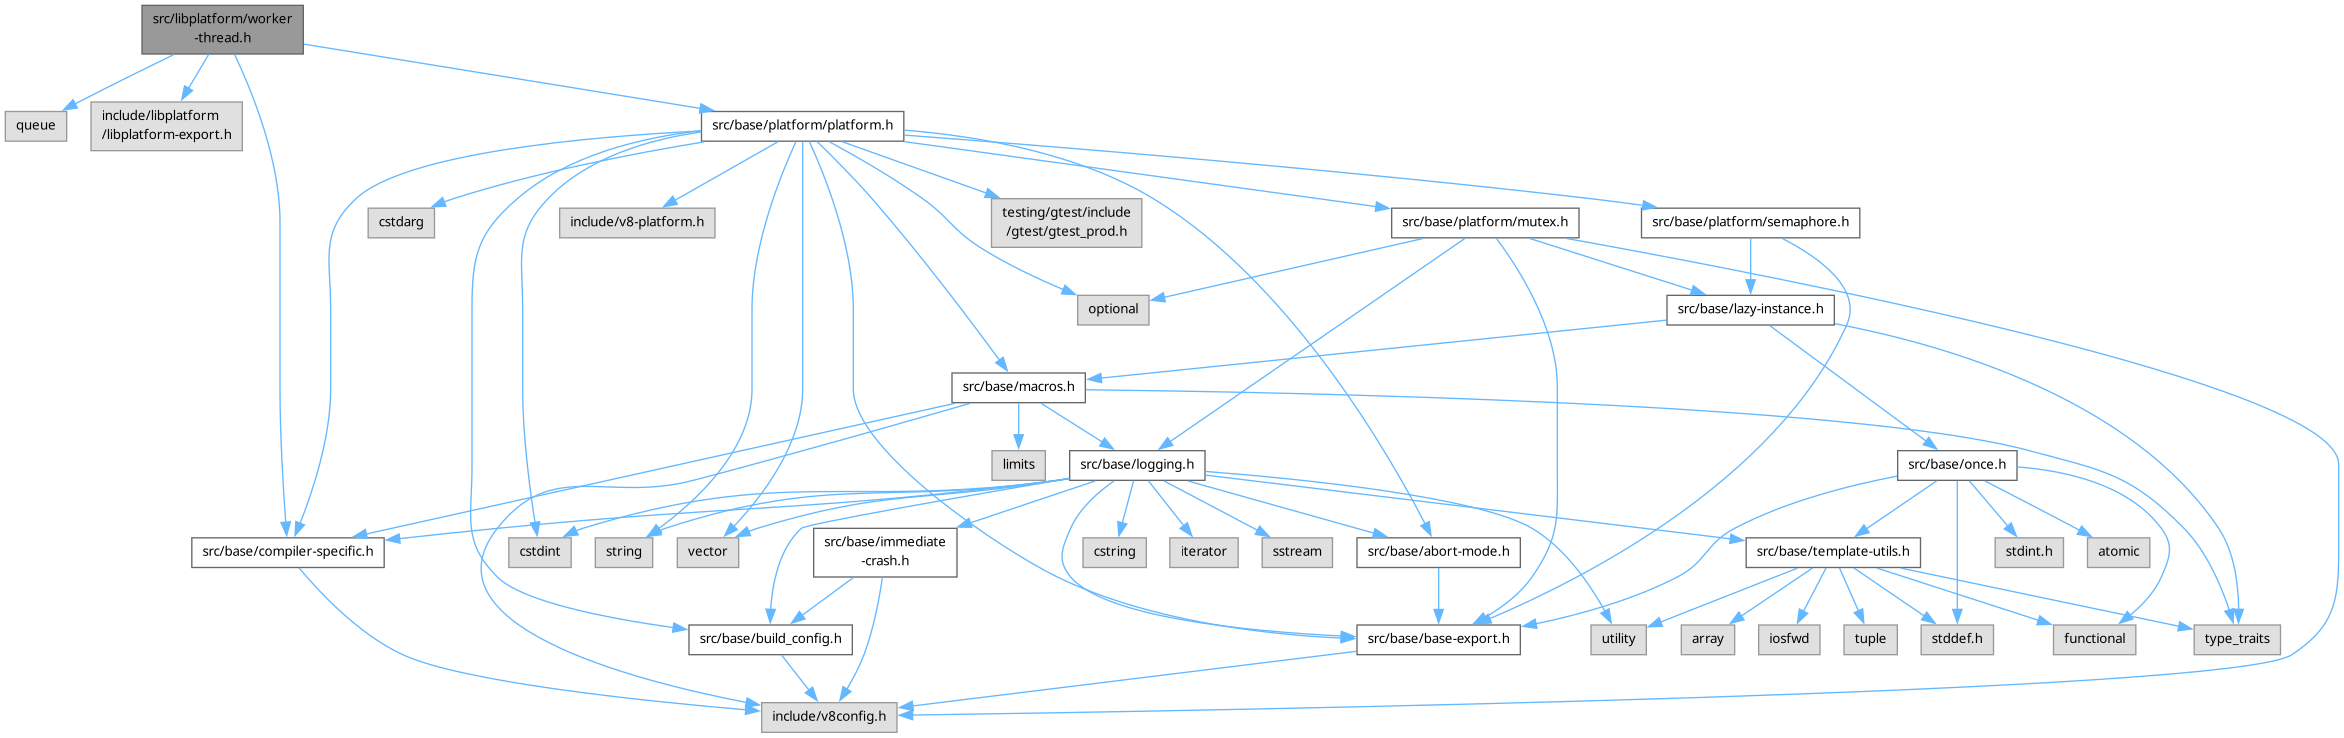 src/libplatform/worker
-thread.h
queue
include/libplatform
/libplatform-export.h
src/base/platform/platform.h
cstdarg
include/v8-platform.h
testing/gtest/include
/gtest/gtest_prod.h
src/base/platform/mutex.h
src/base/platform/semaphore.h
optional
src/base/lazy-instance.h
src/base/macros.h
limits
src/base/logging.h
src/base/once.h
src/base/compiler-specific.h
cstdint
string
vector
src/base/immediate
-crash.h
cstring
iterator
sstream
src/base/abort-mode.h
src/base/template-utils.h
stdint.h
atomic
src/base/build_config.h
src/base/base-export.h
utility
array
iosfwd
tuple
stddef.h
functional
type_traits
include/v8config.h